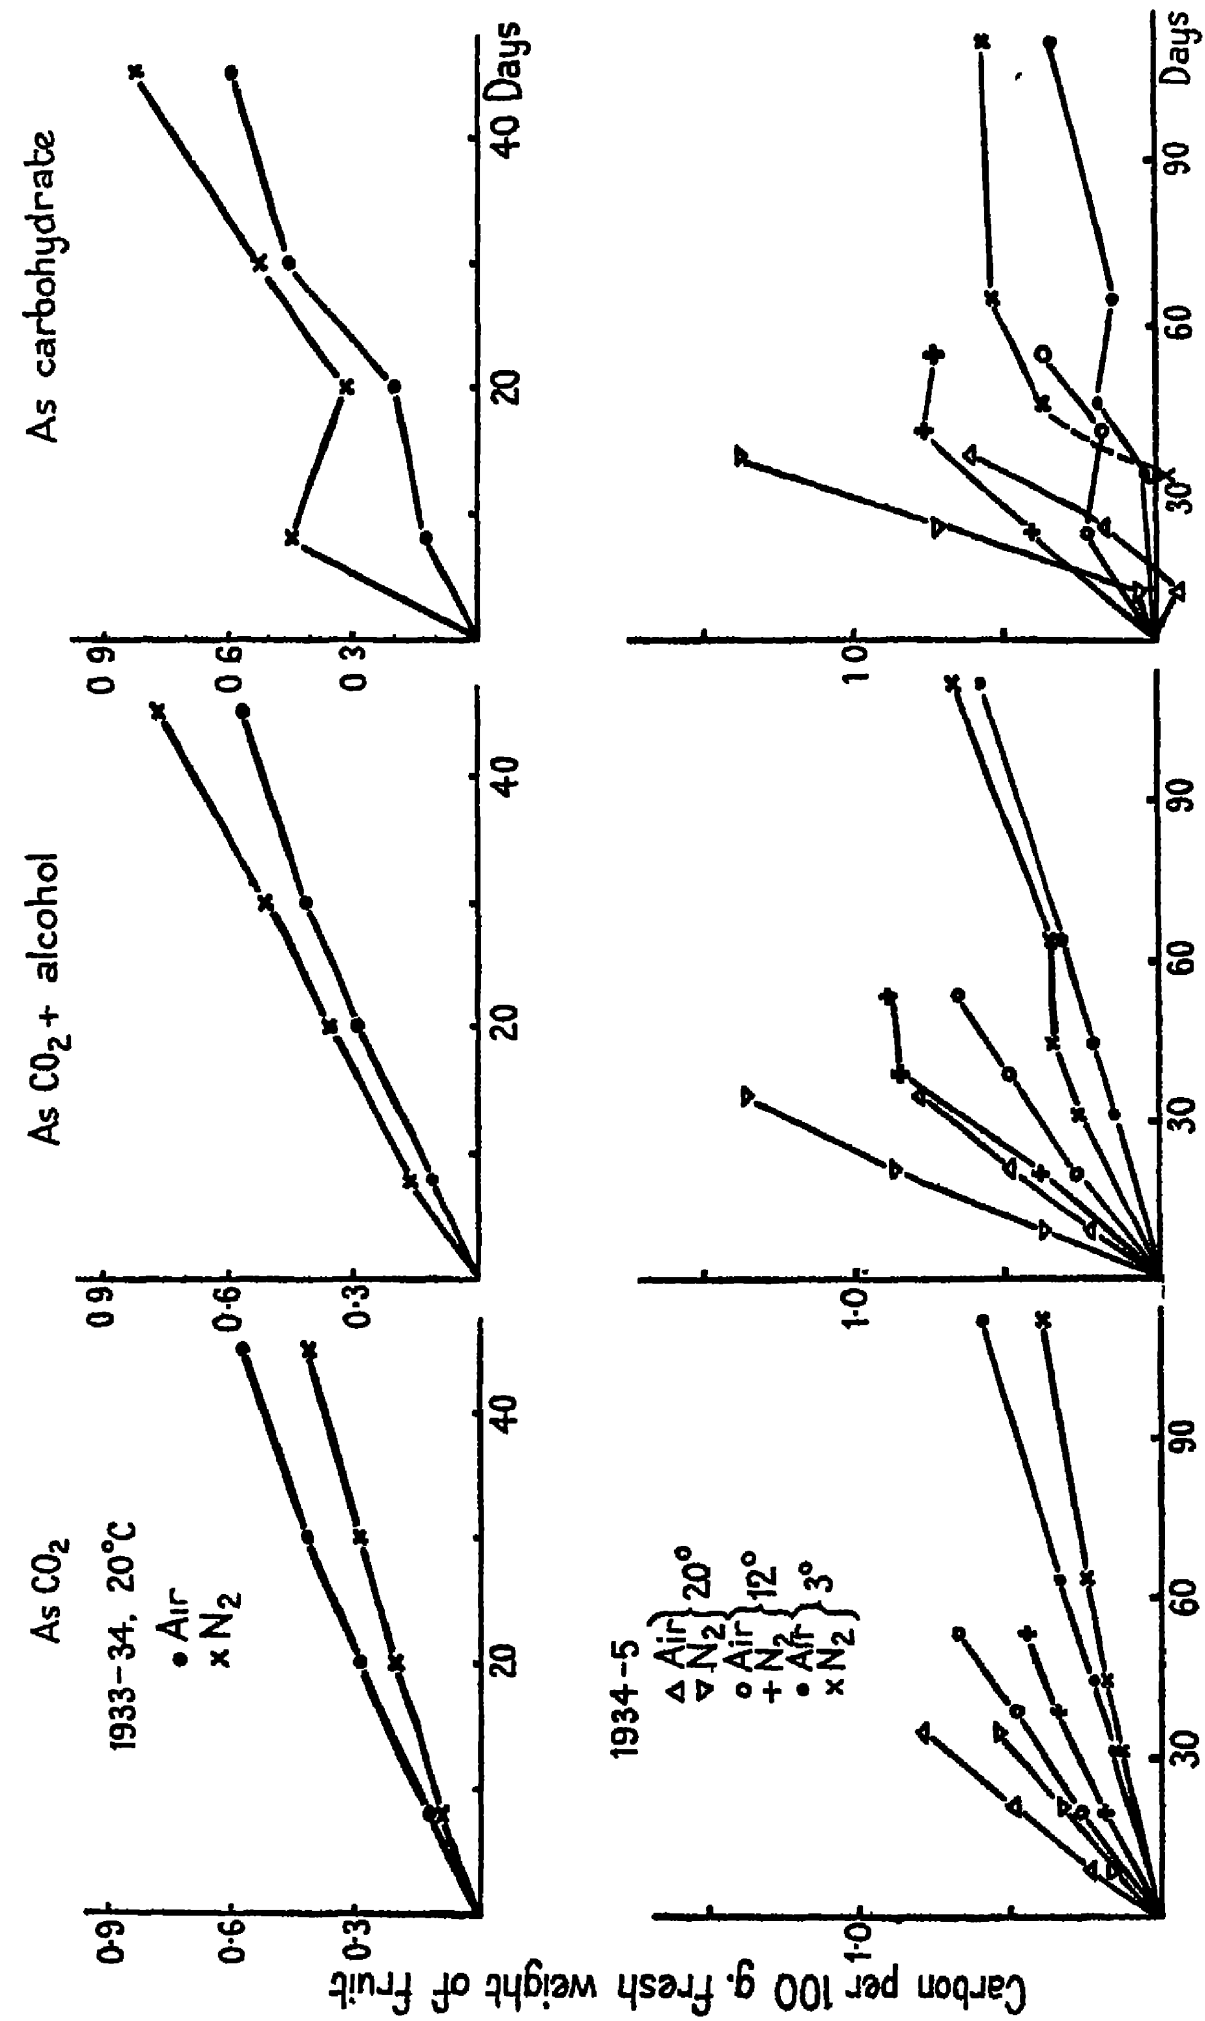 As CO2
As CO2 + alcohol
As carbohydrate
1933-34. 20°C
● Air
x N2
0.9
0.6
0.3
20
40
0 9
0.6
0.3
20
40
0 9
0 6
0 3
20
40 Days
Carbon per 100 g. fresh weight of fruit
1934-5
△ Air
▽ N2
} 20°
o Air
+ N2
} 12°
● Air
x N2
} 3°
1.0
30
60
90
1.0
30
60
90
1 0
30
60
90
Days